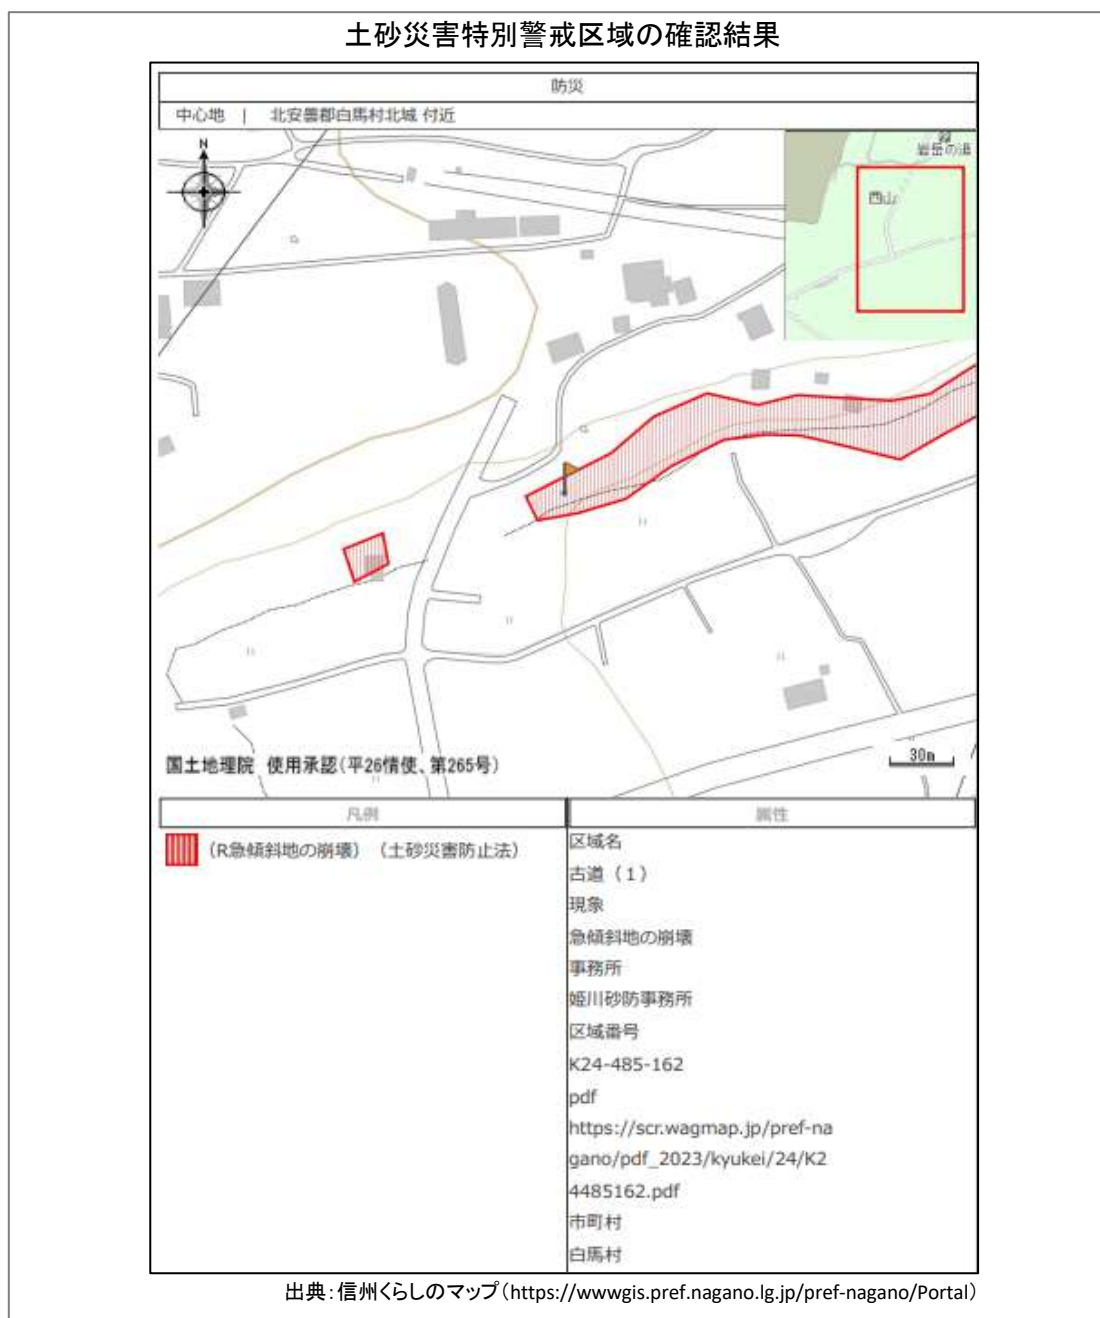 土砂災害特別警戒区域の確認結果
防災
中心地 | 北安曇郡白馬村北城 付近
N
岩岳の湯
西山
国土地理院 使用承認(平26情使、第265号)
30m
凡例
属性
(R急傾斜地の崩壊) (土砂災害防止法)
区域名
古道(1)
現象
急傾斜地の崩壊
事務所
姫川砂防事務所
区域番号
K24-485-162
pdf
https://scr.wagmap.jp/pref-na
gano/pdf_2023/kyukei/24/K2
4485162.pdf
市町村
白馬村
出典:信州くらしのマップ(https://wwwgis.pref.nagano.lg.jp/pref-nagano/Portal)